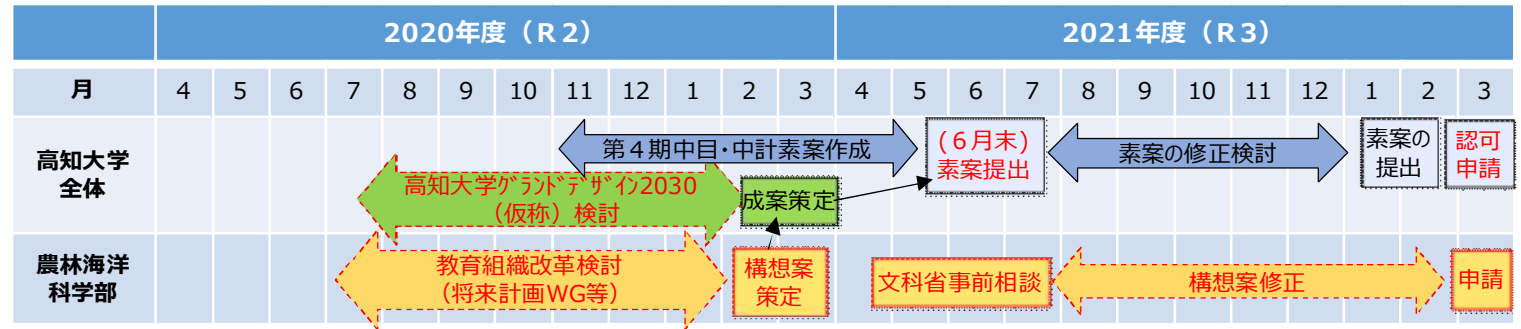 2020年度（R２） 2021年度（R３）
月 4 5 6 7 8 9 10 11 12 1 2 3 4 5 6 7 8 9 10 11 12 1 2 3
高知大学
全体
第４期中目・中計素案作成
(６月末)
素案提出
素案の修正検討
素案の
提出
認可
申請
高知大学ｸﾞﾗﾝﾄﾞﾃﾞｻﾞｲﾝ2030
（仮称）検討
成案策定
農林海洋
科学部
教育組織改革検討
（将来計画WG等）
構想案
策定
文科省事前相談
構想案修正
申請